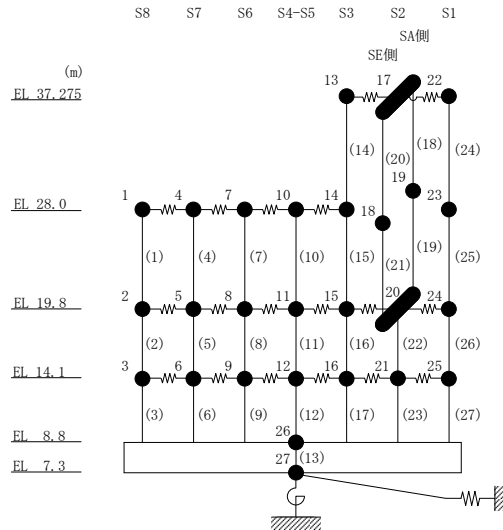 S8 S7 S6 S4-S5 S3 S2 S1
SA側
SE側
(m)
13 17 22
EL 37.275
(14) (20) (18) (24)
19
1 4 7 10 14 18 23
EL 28.0
(1) (4) (7) (10) (15) (21) (19) (25)
20
2 5 8 11 15 24
EL 19.8
(2) (5) (8) (11) (16) (22) (26)
3 6 9 12 16 21 25
EL 14.1
(3) (6) (9) (12) (17) (23) (27)
26
EL 8.8
27 (13)
EL 7.3